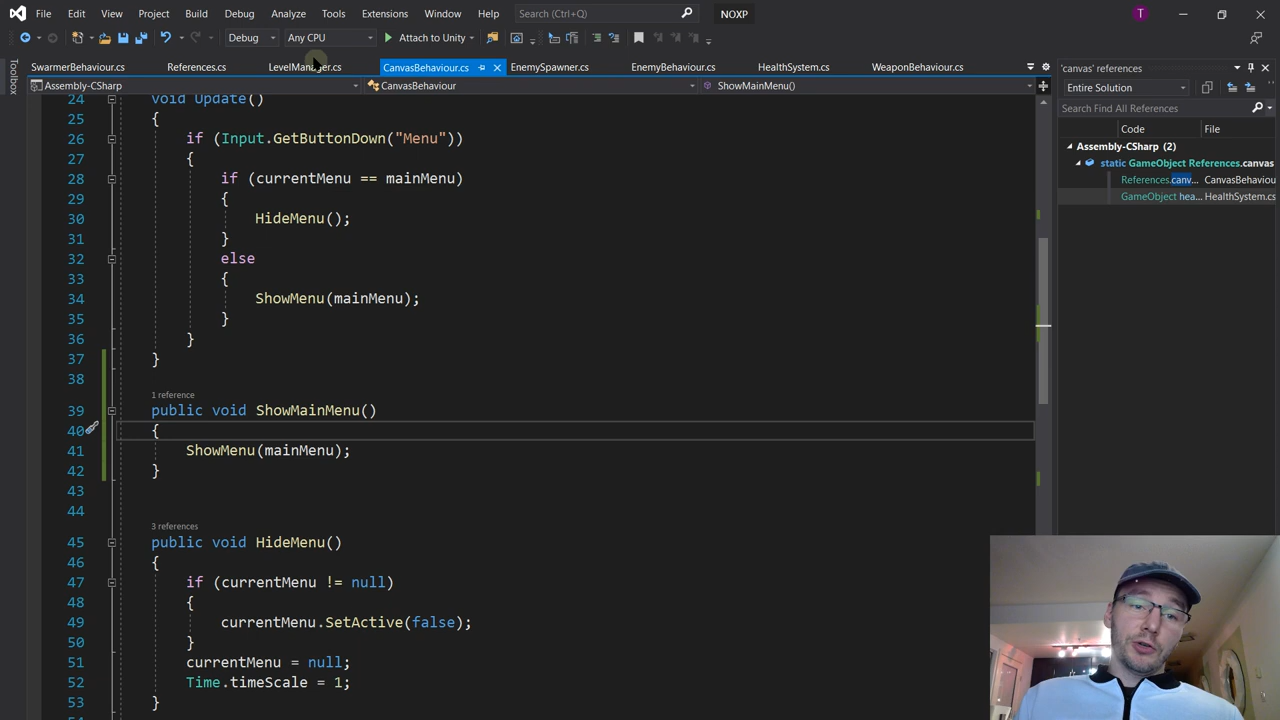 File Edit View Project Build Debug Analyze Tools Extensions Window Help Search (Ctrl+Q) NOXP T
Debug Any CPU Attach to Unity
Toolbox
SwarmerBehaviour.cs References.cs LevelManager.cs CanvasBehaviour.cs EnemySpawner.cs EnemyBehaviour.cs HealthSystem.cs WeaponBehaviour.cs
Assembly-CSharp CanvasBehaviour ShowMainMenu()
24 void Update()
25 {
26 if (Input.GetButtonDown("Menu"))
27 {
28 if (currentMenu == mainMenu)
29 {
30 HideMenu();
31 }
32 else
33 {
34 ShowMenu(mainMenu);
35 }
36 }
37 }
38
1 reference
39 public void ShowMainMenu()
40 {
41 ShowMenu(mainMenu);
42 }
43
44
3 references
45 public void HideMenu()
46 {
47 if (currentMenu != null)
48 {
49 currentMenu.SetActive(false);
50 }
51 currentMenu = null;
52 Time.timeScale = 1;
53 }
'canvas' references
Entire Solution
Search Find All References
Code File
Assembly-CSharp (2)
static GameObject References.canvas
References.canv... CanvasBehaviou
GameObject hea... HealthSystem.cs